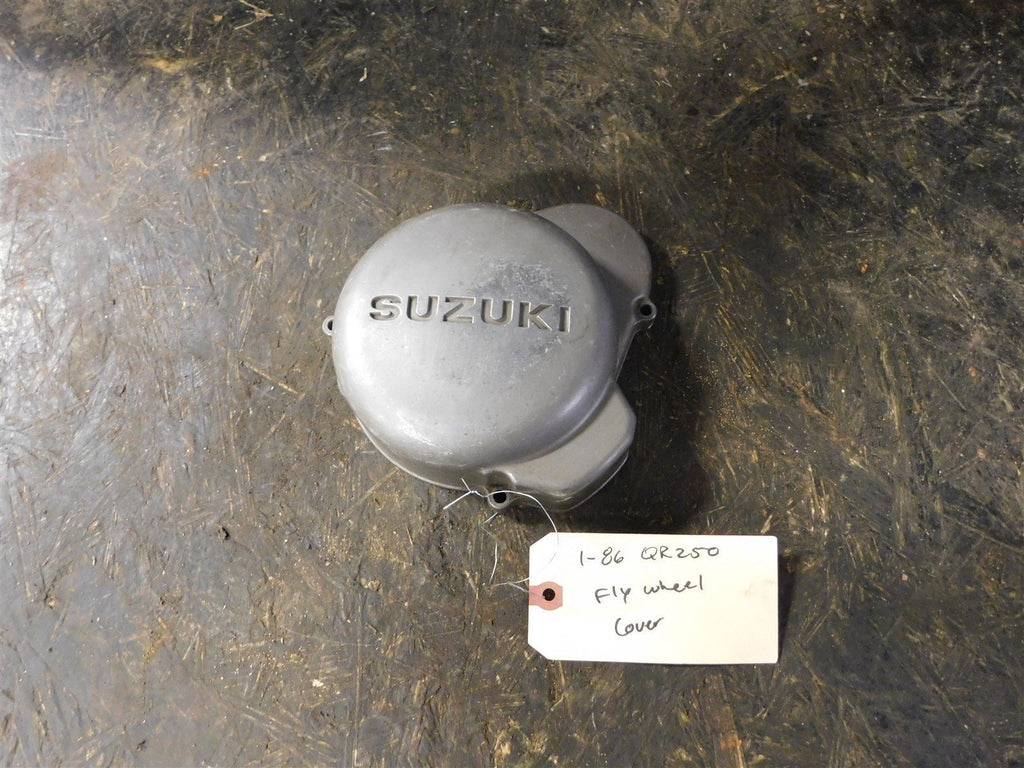 SUZUKI
1-86 QR250
Fly wheel
Cover